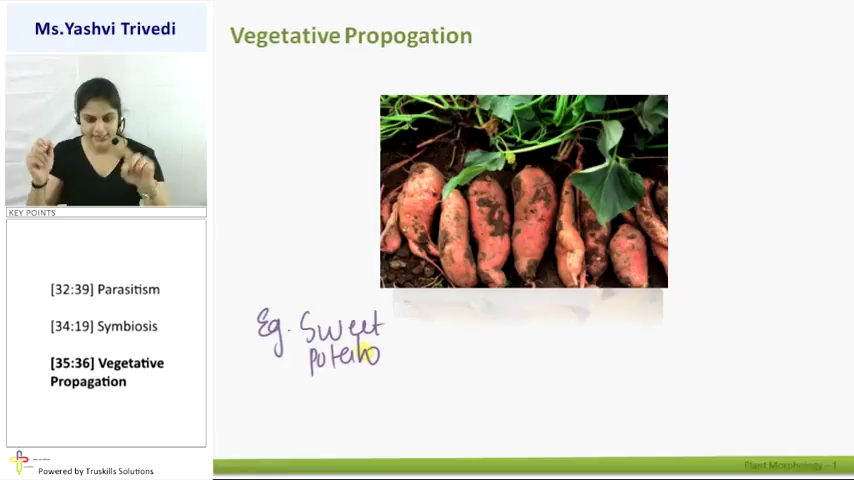 Ms.Yashvi Trivedi
Vegetative Propogation
KEY POINTS
[32:39] Parasitism
[34:19] Symbiosis
[35:36] Vegetative
Propagation
Eg. Sweet
potato
Powered by Truskills Solutions
Plant Morphology – 1